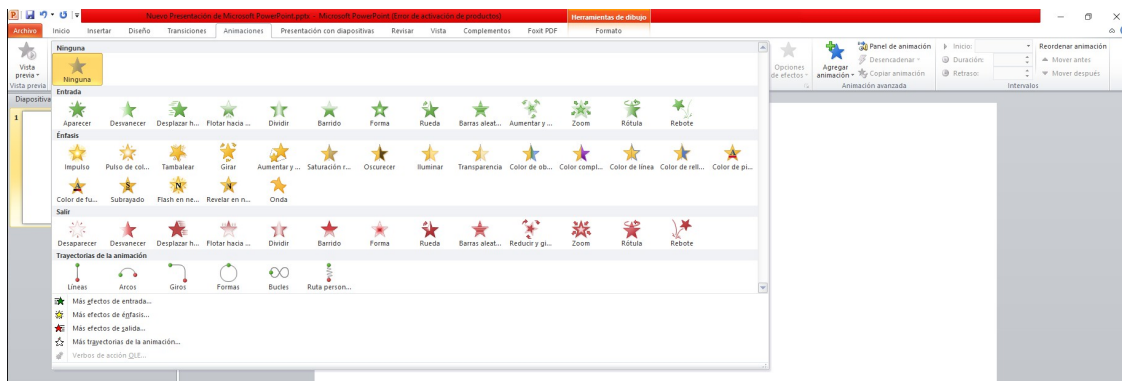 Nuevo Presentación de Microsoft PowerPoint.pptx - Microsoft PowerPoint (Error de activación de productos)
Herramientas de dibujo
Archivo Inicio Insertar Diseño Transiciones Animaciones Presentación con diapositivas Revisar Vista Complementos Foxit PDF Formato
Vista previa
Vista previa
Diapositiva
1
Ninguna
Ninguna
Entrada
Aparecer Desvanecer Desplazar h... Flotar hacia ... Dividir Barrido Forma Rueda Barras aleat... Aumentar y ... Zoom Rótula Rebote
Énfasis
Impulso Pulso de col... Tambalear Girar Aumentar y ... Saturación r... Oscurecer Iluminar Transparencia Color de ob... Color compl... Color de línea Color de rell... Color de pi...
Color de fu... Subrayado Flash en ne... Revelar en n... Onda
Salir
Desaparecer Desvanecer Desplazar h... Flotar hacia ... Dividir Barrido Forma Rueda Barras aleat... Reducir y gi... Zoom Rótula Rebote
Trayectorias de la animación
Líneas Arcos Giros Formas Bucles Ruta person...
Más efectos de entrada...
Más efectos de énfasis...
Más efectos de salida...
Más trayectorias de la animación...
Verbos de acción OLE...
Opciones de efectos
Agregar animación
Panel de animación
Desencadenar
Copiar animación
Animación avanzada
Inicio:
Duración:
Retraso:
Intervalos
Reordenar animación
Mover antes
Mover después